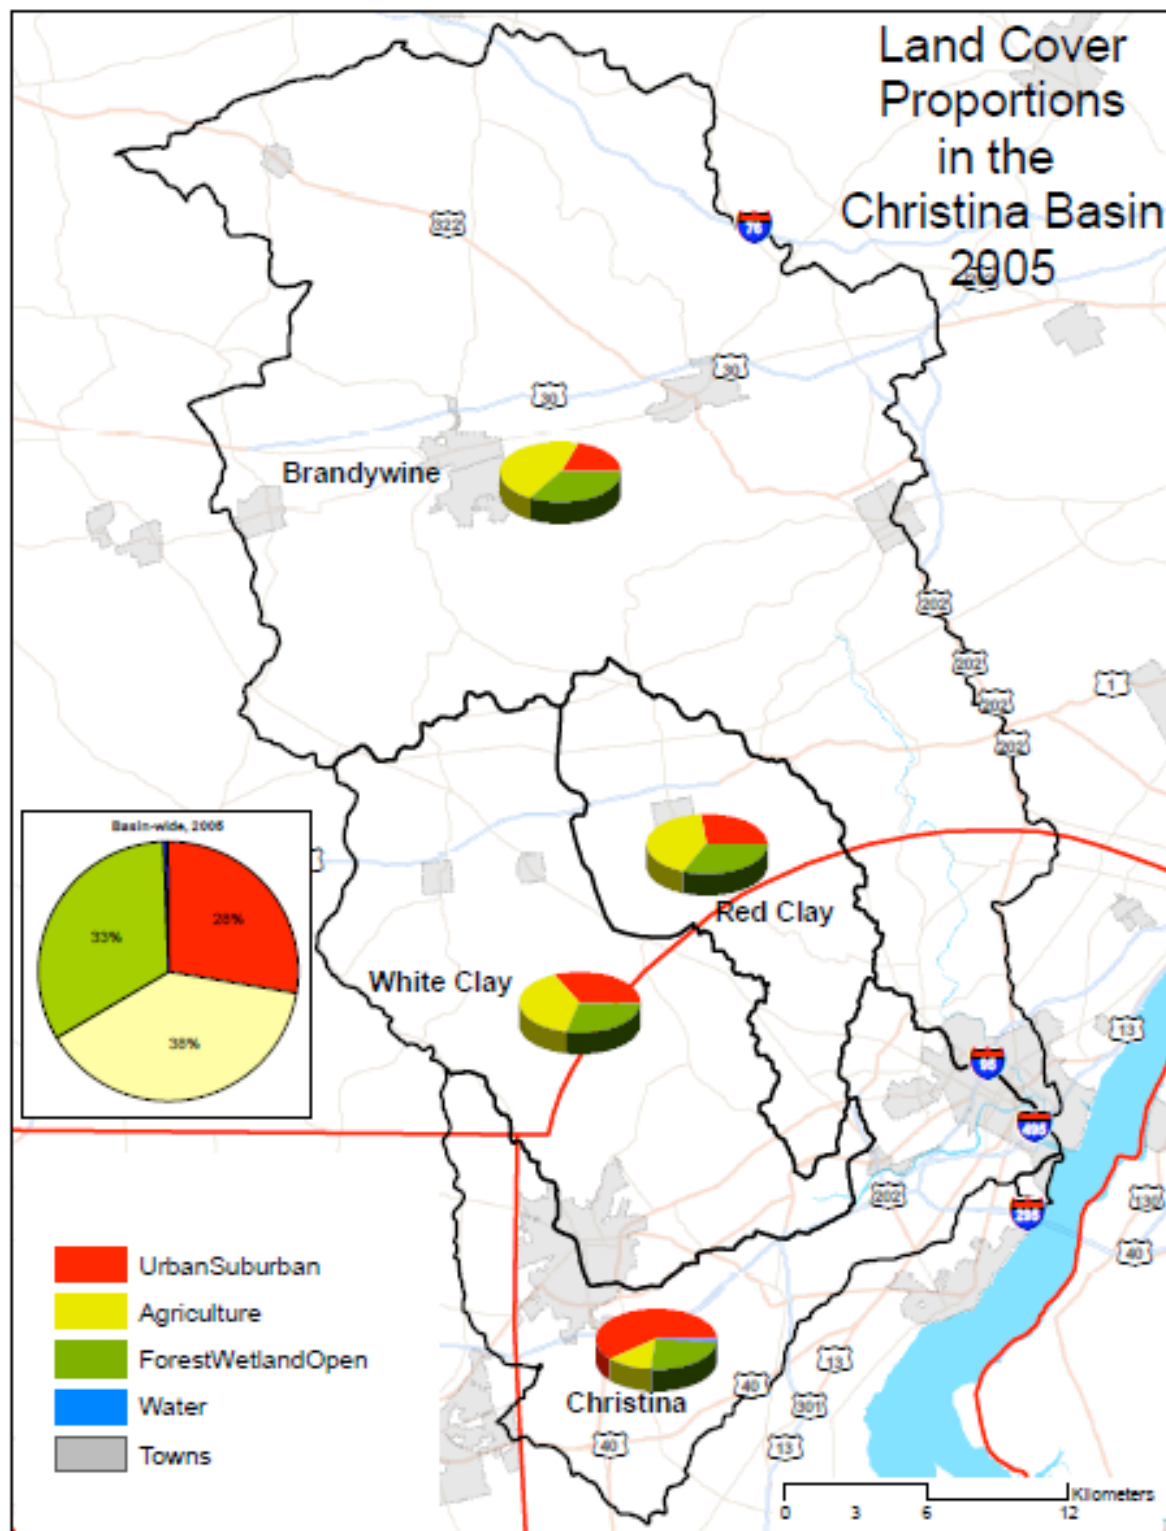 Land Cover
Proportions
in the
Christina Basin
2005
76
322
30
30
Brandywine
202
202
1
202
202
Basin-wide, 2005
28%
33%
38%
Red Clay
White Clay
13
95
495
202
295
130
40
UrbanSuburban
Agriculture
ForestWetlandOpen
Water
Towns
13
40
Christina
301
40
13
Kilometers
0 3 6 12